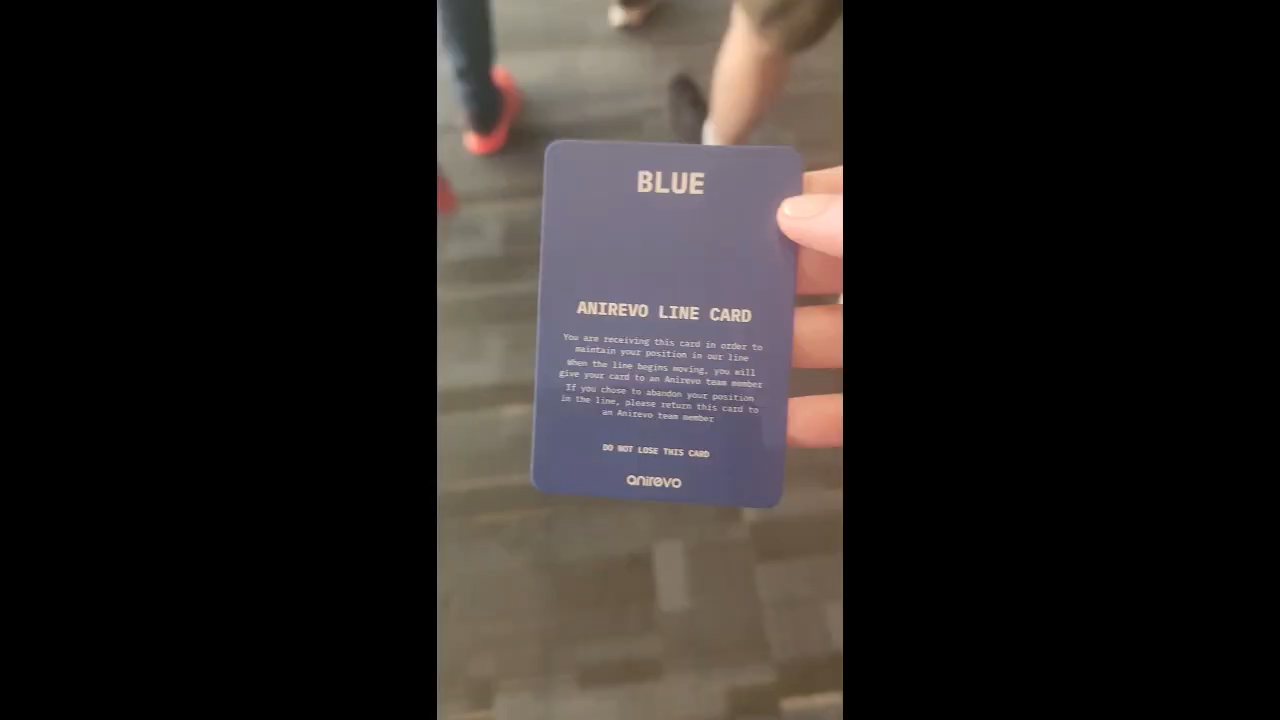 BLUE
ANIREVO LINE CARD
You are receiving this card in order to
maintain your position in our line
When the line begins moving, you will
give your card to an Anirevo team member
If you chose to abandon your position
in the line, please return this card to
an Anirevo team member
DO NOT LOSE THIS CARD
anirevo